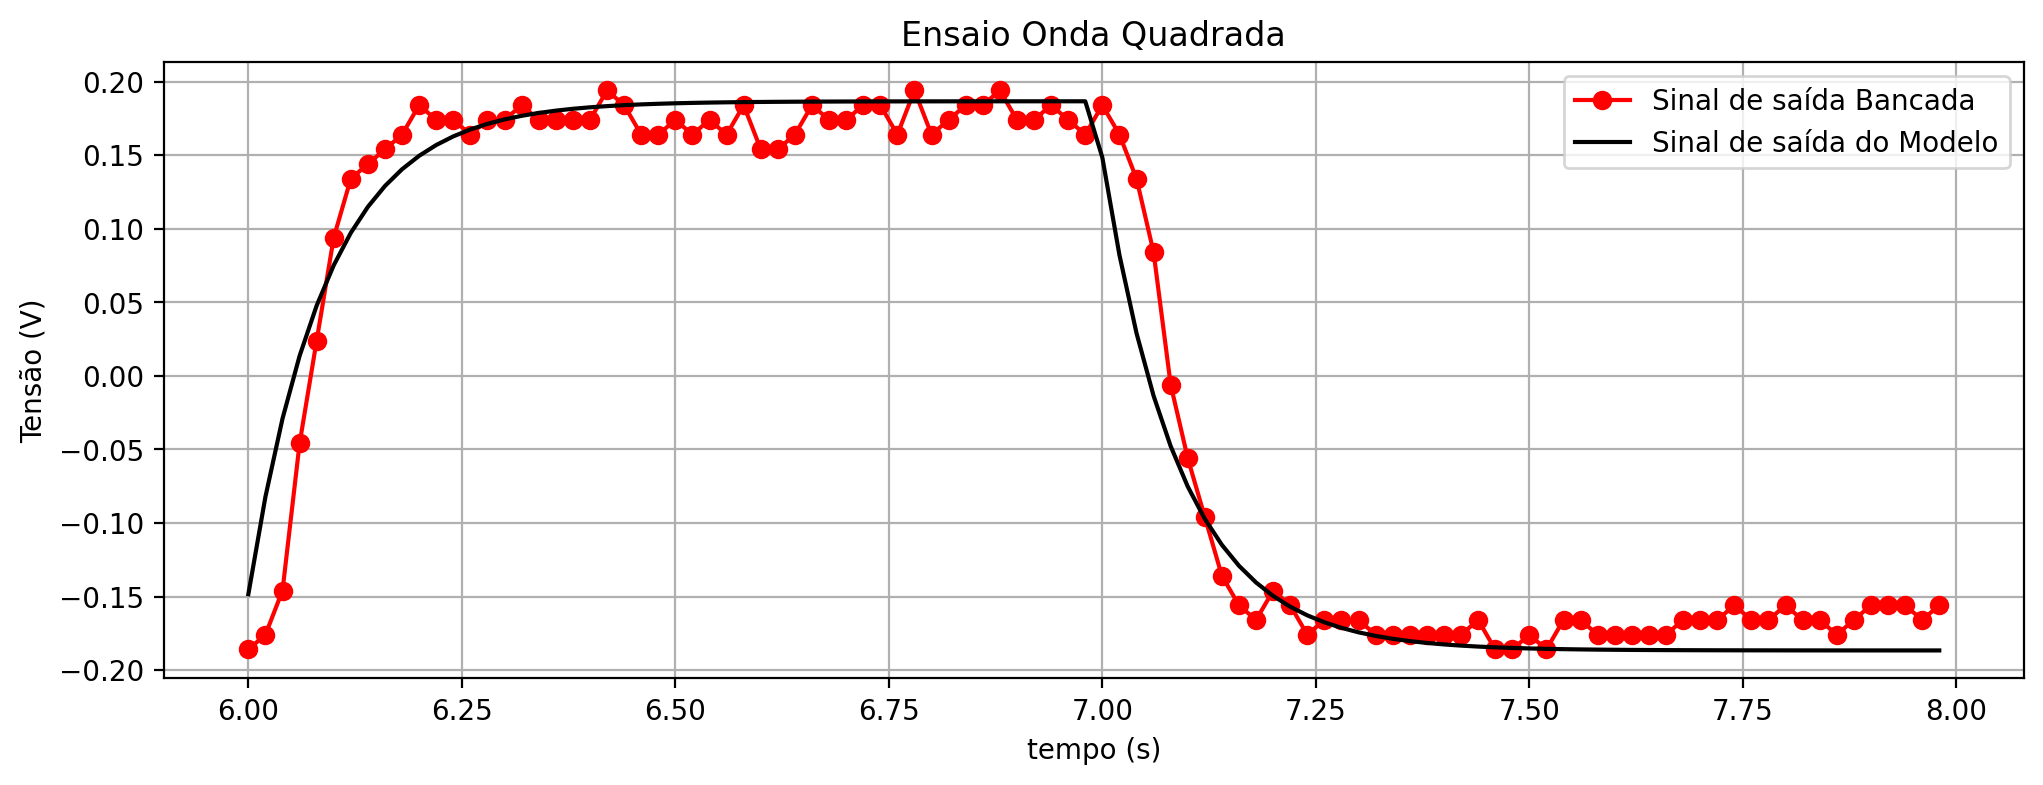 Ensaio Onda Quadrada
Sinal de saída Bancada
Sinal de saída do Modelo
Tensão (V)
0.20
0.15
0.10
0.05
0.00
−0.05
−0.10
−0.15
−0.20
6.00 6.25 6.50 6.75 7.00 7.25 7.50 7.75 8.00
tempo (s)